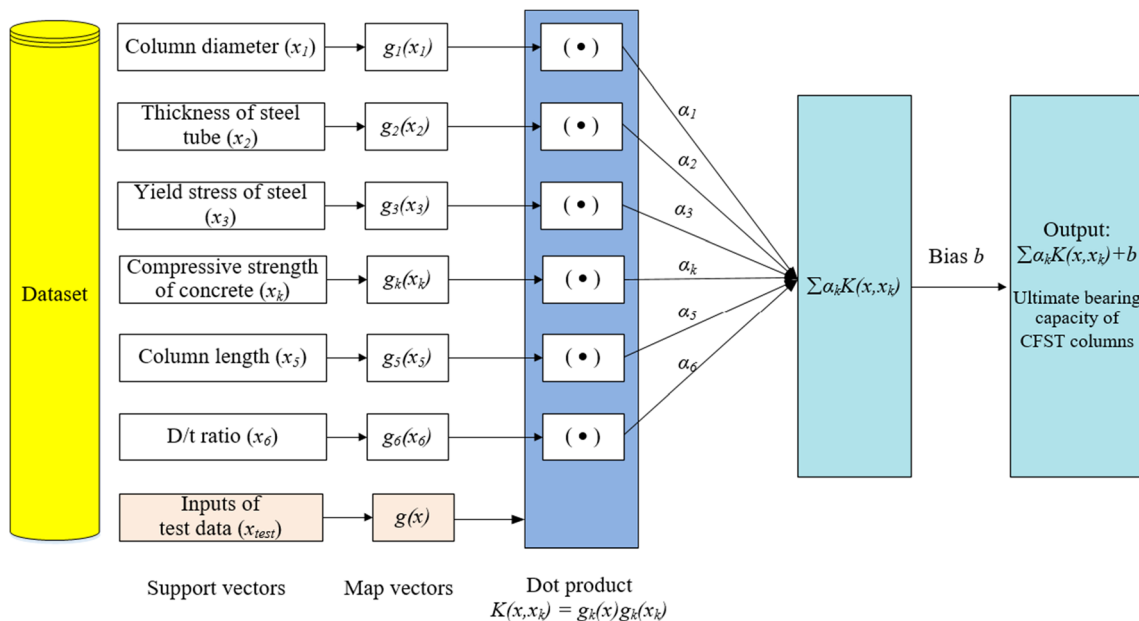 Dataset
Column diameter (x₁)
g₁(x₁)
(•)
Thickness of steel
tube (x₂)
g₂(x₂)
(•)
Yield stress of steel
(x₃)
g₃(x₃)
(•)
Compressive strength
of concrete (xₖ)
gₖ(xₖ)
(•)
Column length (x₅)
g₅(x₅)
(•)
D/t ratio (x₆)
g₆(x₆)
(•)
Inputs of
test data (x_test)
g(x)
α₁
α₂
α₃
αₖ
α₅
α₆
∑αₖK(x,xₖ)
Bias b
Output:
∑αₖK(x,xₖ)+b
Ultimate bearing
capacity of
CFST columns
Support vectors
Map vectors
Dot product
K(x,xₖ) = gₖ(x)gₖ(xₖ)